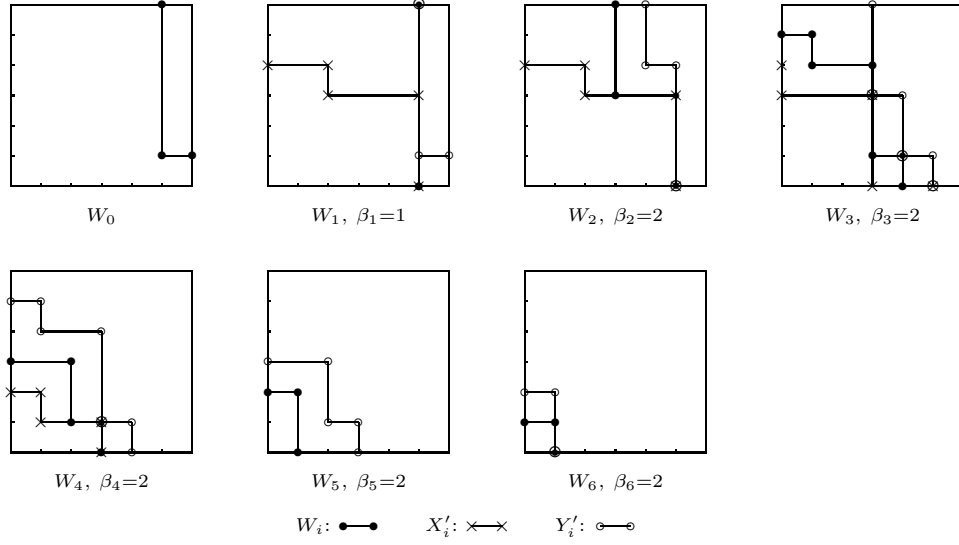 W₀
W₁, β₁=1
W₂, β₂=2
W₃, β₃=2
W₄, β₄=2
W₅, β₅=2
W₆, β₆=2
Wᵢ: X′ᵢ: Y′ᵢ: